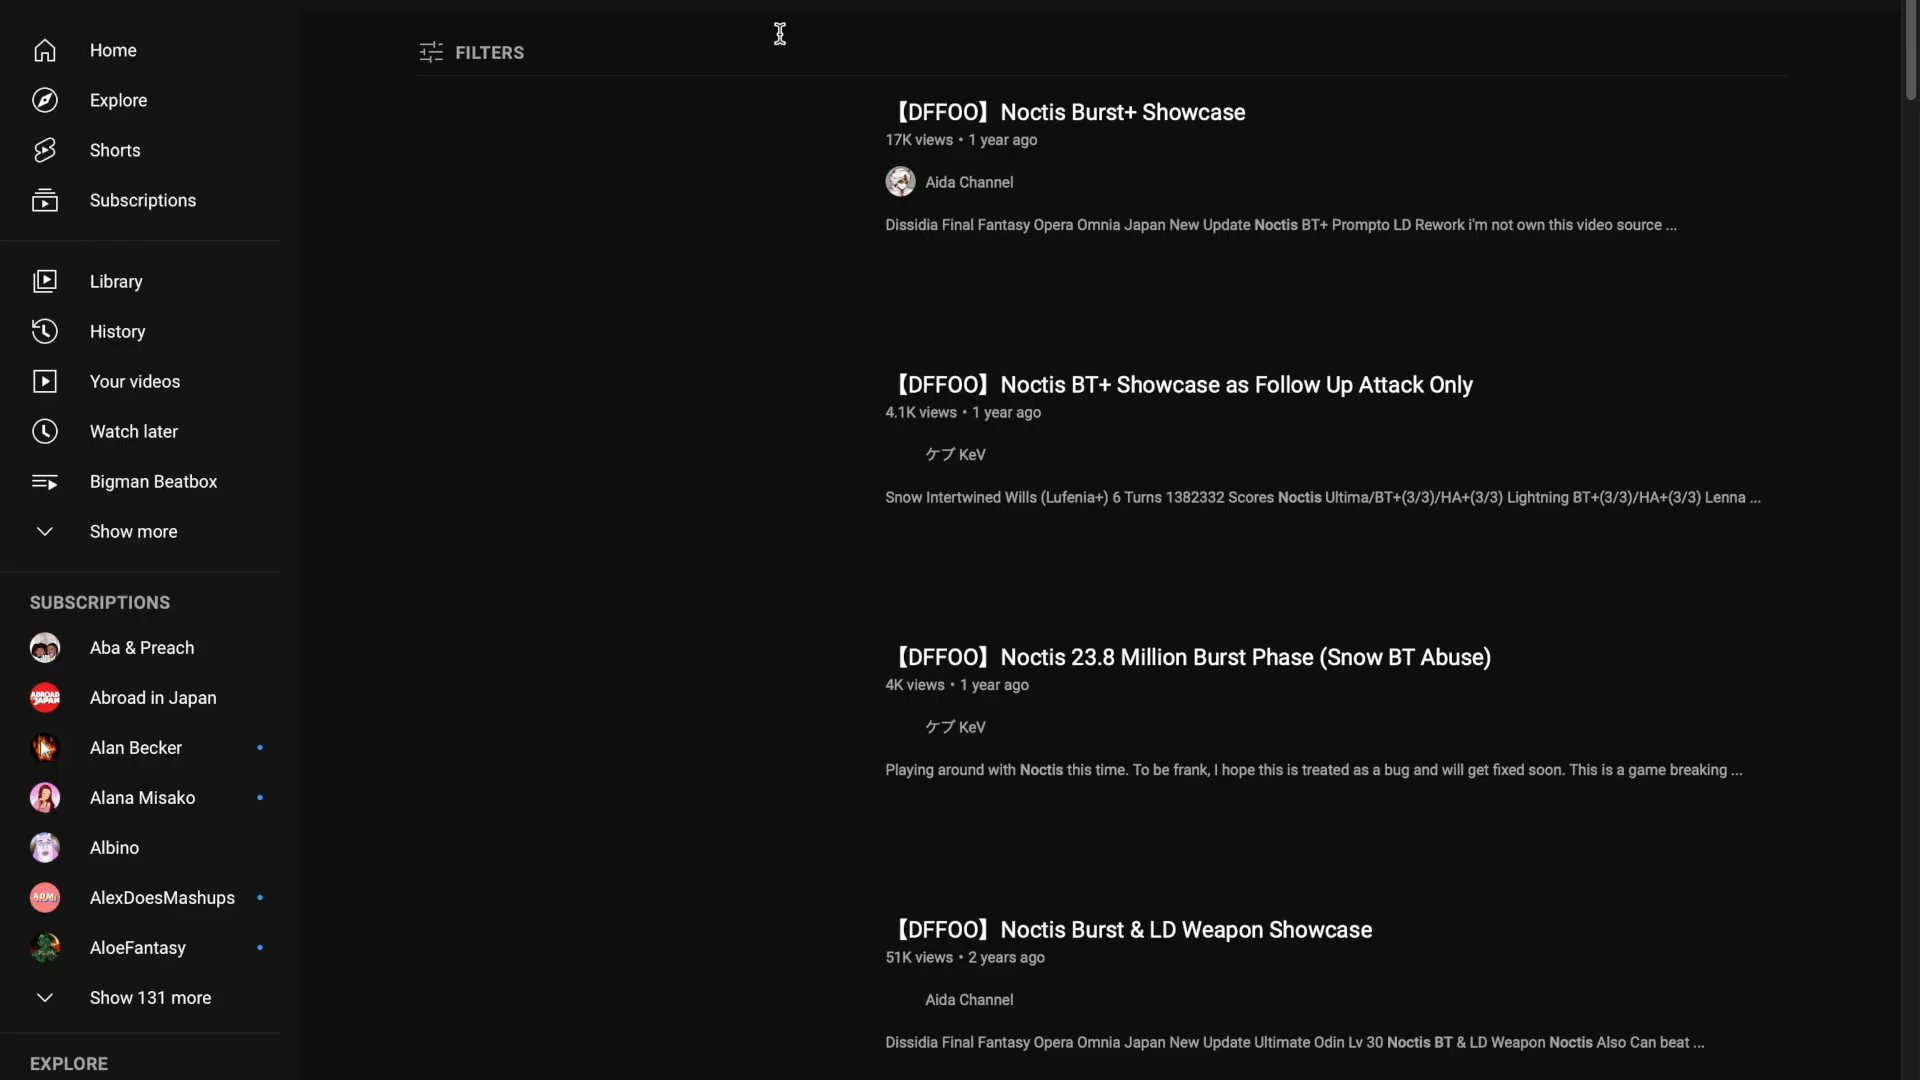 Home
Explore
Shorts
Subscriptions
Library
History
Your videos
Watch later
Bigman Beatbox
Show more
SUBSCRIPTIONS
Aba & Preach
ABROAD
JAPAN
Abroad in Japan
Alan Becker
Alana Misako
Albino
ADM
AlexDoesMashups
AloeFantasy
Show 131 more
EXPLORE
FILTERS
【DFFOO】Noctis Burst+ Showcase
17K views • 1 year ago
Aida Channel
Dissidia Final Fantasy Opera Omnia Japan New Update Noctis BT+ Prompto LD Rework i'm not own this video source ...
【DFFOO】Noctis BT+ Showcase as Follow Up Attack Only
4.1K views • 1 year ago
ケブ KeV
Snow Intertwined Wills (Lufenia+) 6 Turns 1382332 Scores Noctis Ultima/BT+(3/3)/HA+(3/3) Lightning BT+(3/3)/HA+(3/3) Lenna ...
【DFFOO】Noctis 23.8 Million Burst Phase (Snow BT Abuse)
4K views • 1 year ago
ケブ KeV
Playing around with Noctis this time. To be frank, I hope this is treated as a bug and will get fixed soon. This is a game breaking ...
【DFFOO】Noctis Burst & LD Weapon Showcase
51K views • 2 years ago
Aida Channel
Dissidia Final Fantasy Opera Omnia Japan New Update Ultimate Odin Lv 30 Noctis BT & LD Weapon Noctis Also Can beat ...